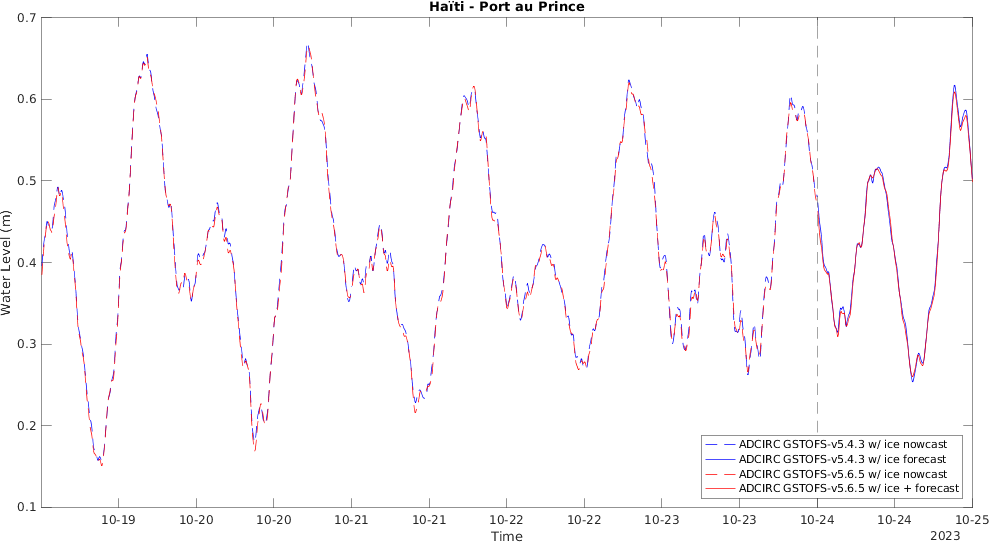 Haïti - Port au Prince
0.7
0.6
0.5
0.4
0.3
0.2
0.1
Water Level (m)
10-19
10-20
10-20
10-21
10-21
10-22
10-22
10-23
10-23
10-24
10-24
10-25
Time
2023
ADCIRC GSTOFS-v5.4.3 w/ ice nowcast
ADCIRC GSTOFS-v5.4.3 w/ ice forecast
ADCIRC GSTOFS-v5.6.5 w/ ice nowcast
ADCIRC GSTOFS-v5.6.5 w/ ice + forecast